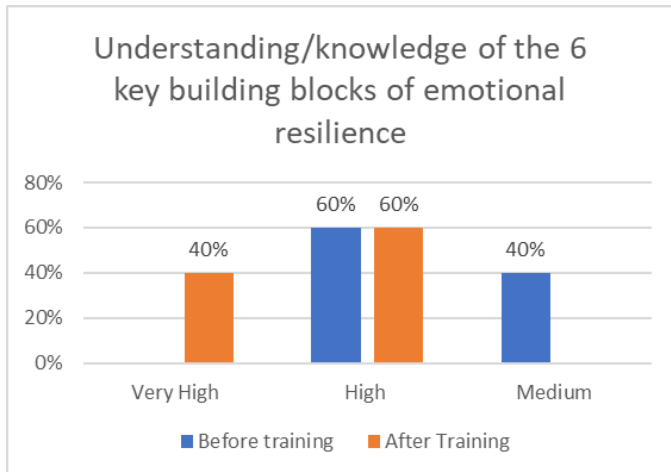 Understanding/knowledge of the 6
key building blocks of emotional
resilience
80%
60% 60%
60%
40% 40%
40%
20%
0%
Very High High Medium
Before training After Training